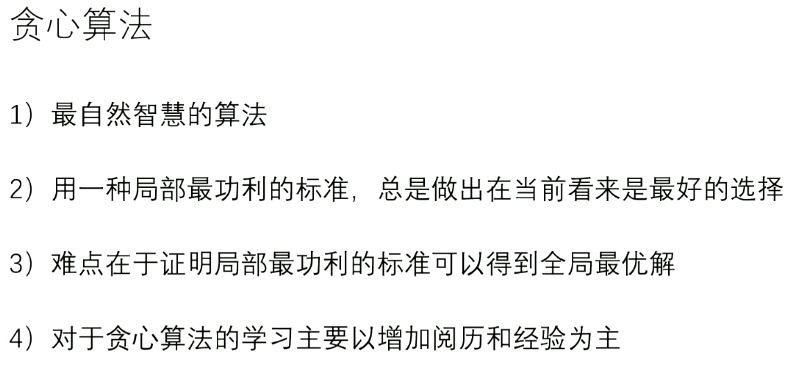 贪心算法
1）最自然智慧的算法
2）用一种局部最功利的标准，总是做出在当前看来是最好的选择
3）难点在于证明局部最功利的标准可以得到全局最优解
4）对于贪心算法的学习主要以增加阅历和经验为主